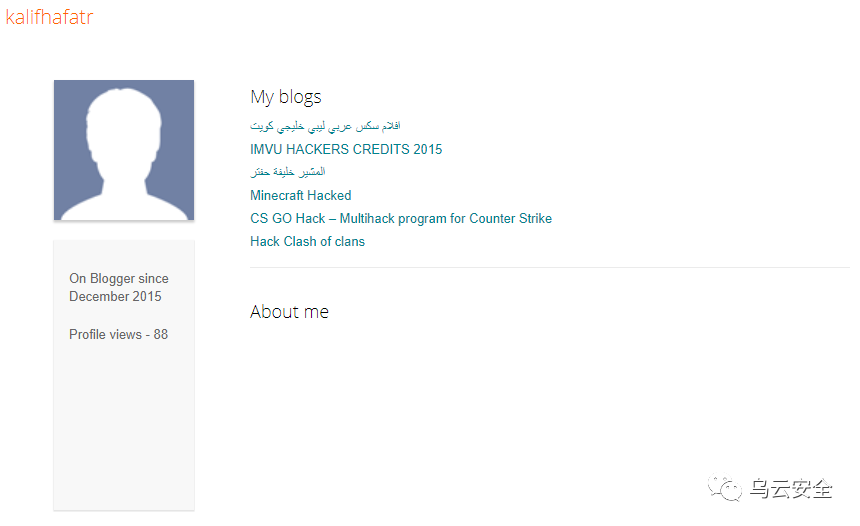 kalifhafatr
My blogs
افلام سكس عربي ليبي خليجي كويت
IMVU HACKERS CREDITS 2015
المشير خليفة حفتر
Minecraft Hacked
CS GO Hack – Multihack program for Counter Strike
Hack Clash of clans
On Blogger since
December 2015
Profile views - 88
About me
乌云安全